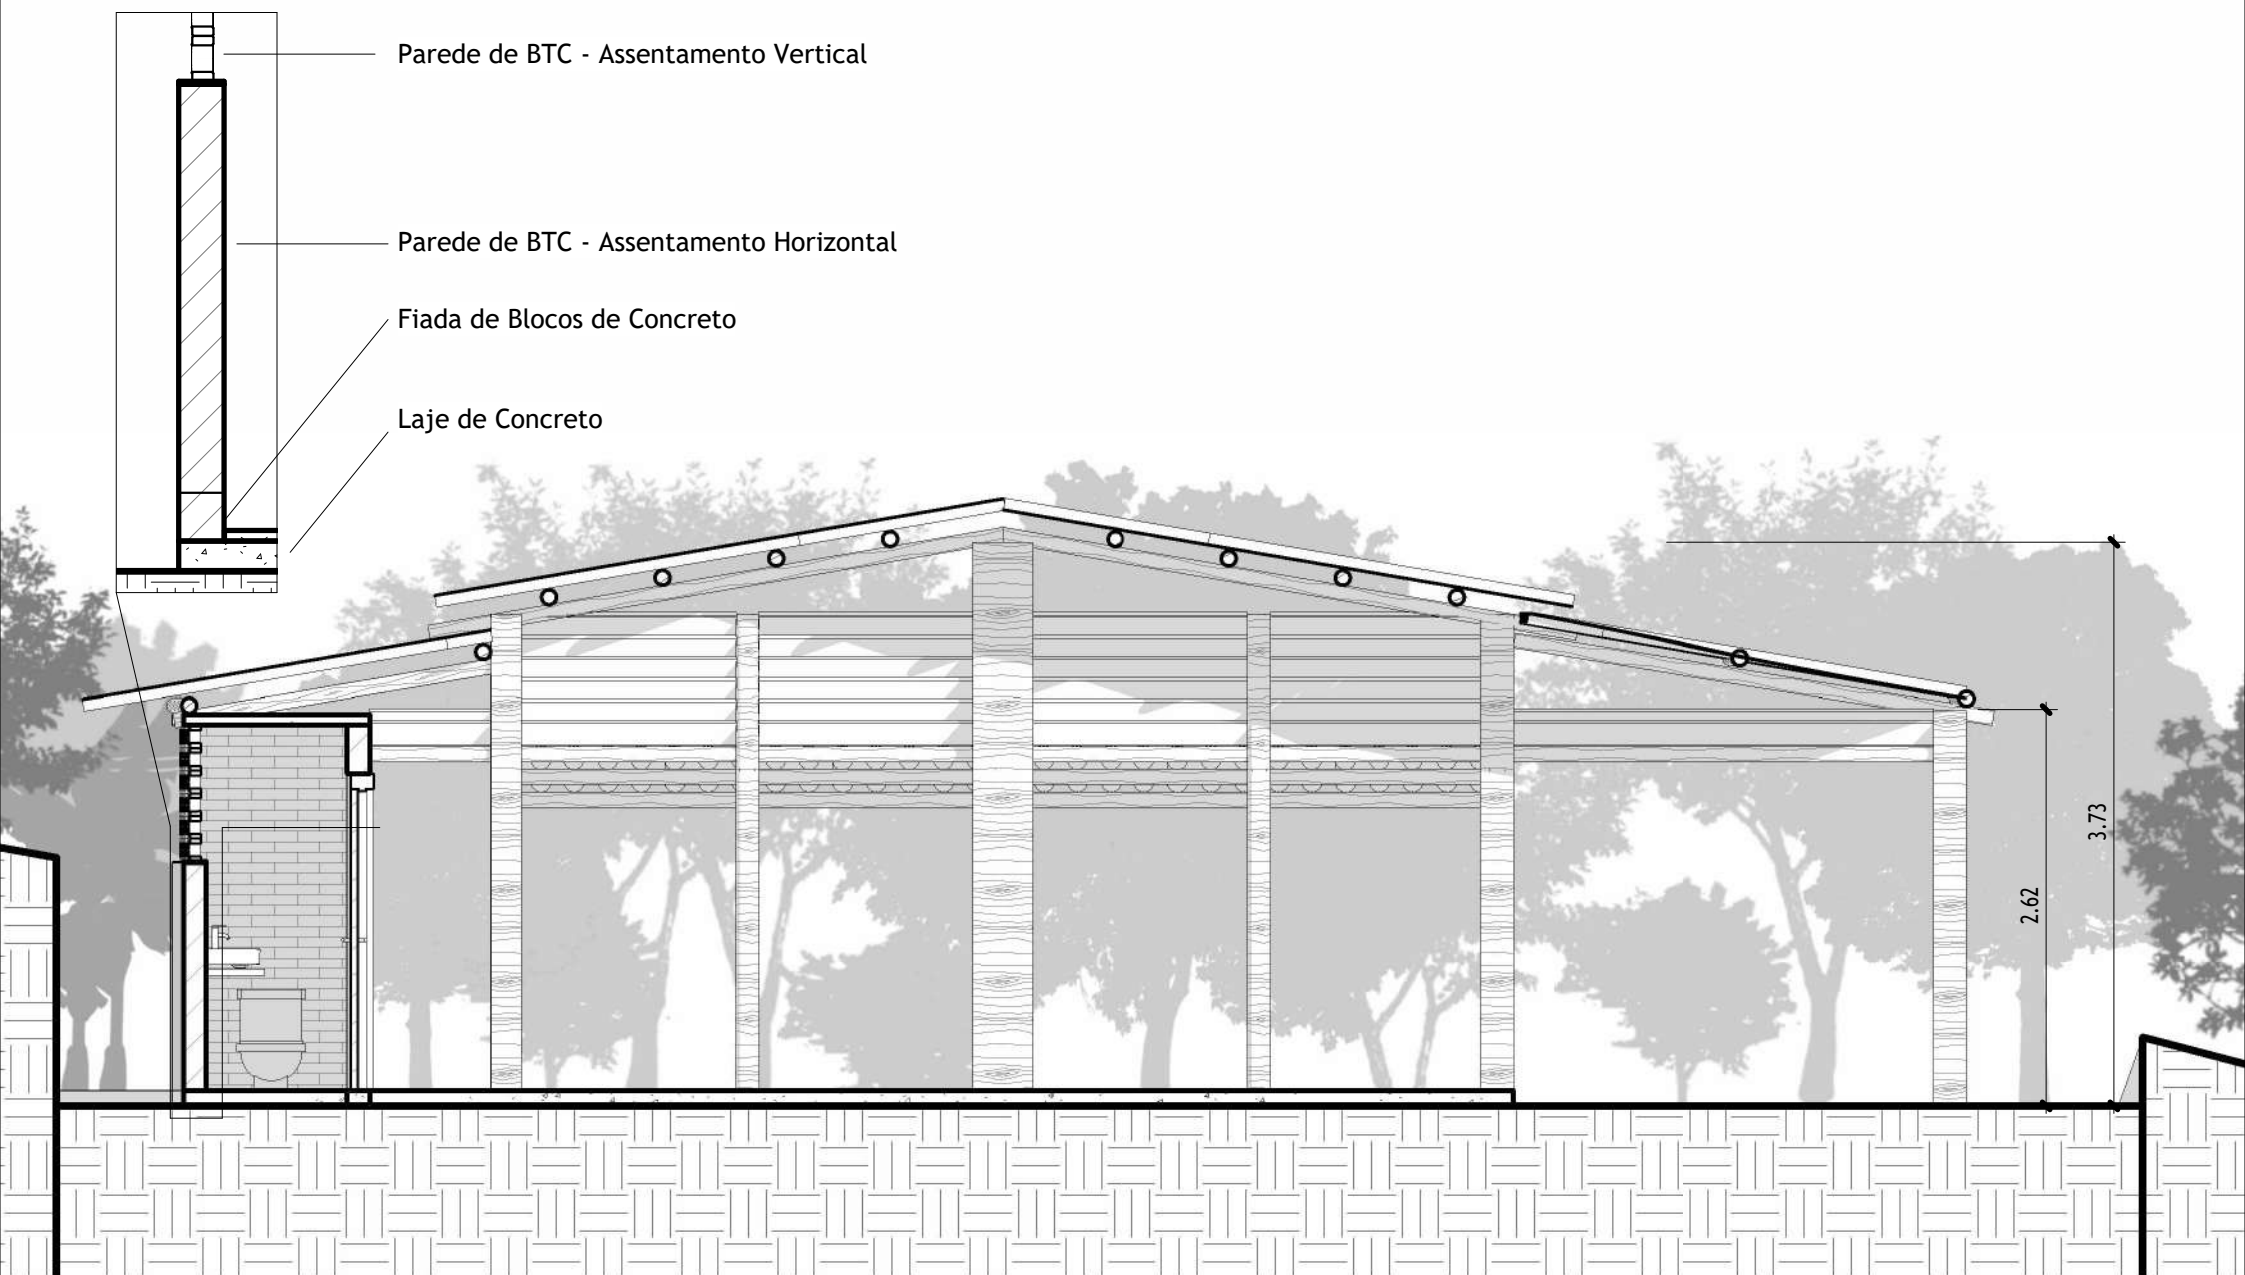 Parede de BTC - Assentamento Vertical
Parede de BTC - Assentamento Horizontal
Fiada de Blocos de Concreto
Laje de Concreto
3.73
2.62